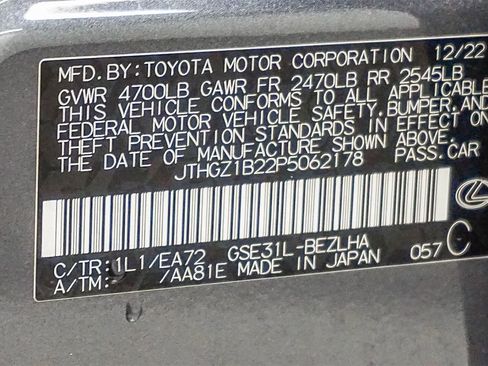 MFD. BY: TOYOTA MOTOR CORPORATION 12/22
GVWR 4700LB GAWR FR 2470LB RR 2545LB
THIS VEHICLE CONFORMS TO ALL APPLICABLE
FEDERAL MOTOR VEHICLE SAFETY, BUMPER, AND
THEFT PREVENTION STANDARDS IN EFFECT ON
THE DATE OF MANUFACTURE SHOWN ABOVE.
JTHGZ1B22P5062178 PASS. CAR
C/TR: 1L1/EA72 GSE31L-BEZLHA
A/TM: /AA81E MADE IN JAPAN 057 C